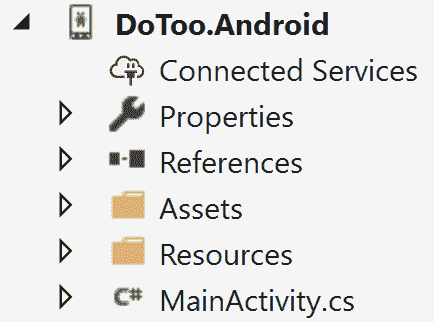 DoToo.Android
Connected Services
Properties
References
Assets
Resources
C# MainActivity.cs